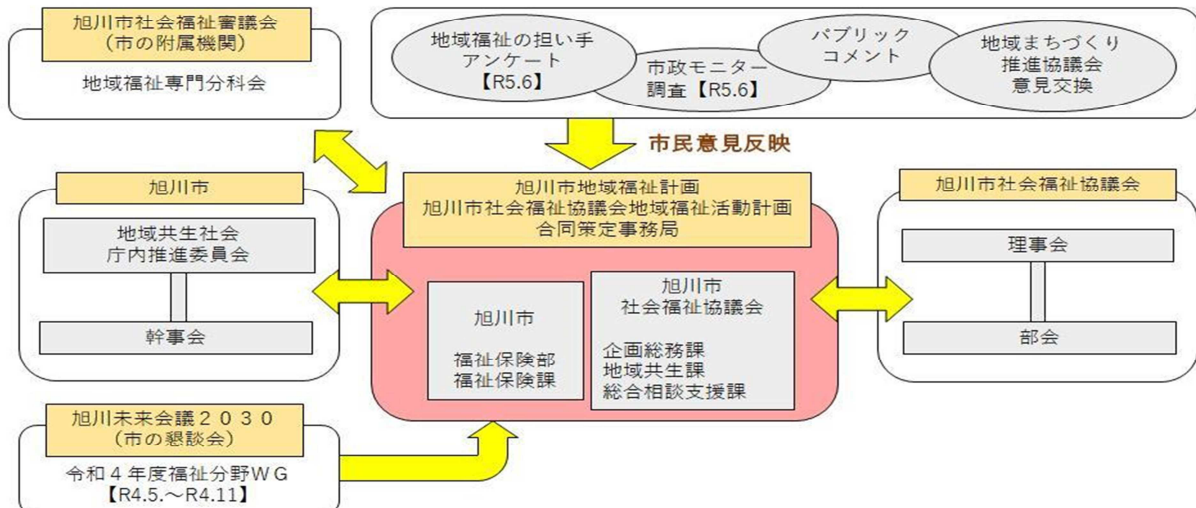 旭川市社会福祉審議会
(市の附属機関)
地域福祉専門分科会
地域福祉の担い手
アンケート
【R5.6】
市政モニター
調査【R5.6】
パブリック
コメント
地域まちづくり
推進協議会
意見交換
市民意見反映
旭川市
地域共生社会
庁内推進委員会
幹事会
旭川市地域福祉計画
旭川市社会福祉協議会地域福祉活動計画
合同策定事務局
旭川市
福祉保険部
福祉保険課
旭川市
社会福祉協議会
企画総務課
地域共生課
総合相談支援課
旭川市社会福祉協議会
理事会
部会
旭川未来会議2030
(市の懇談会)
令和4年度福祉分野WG
【R4.5.~R4.11】